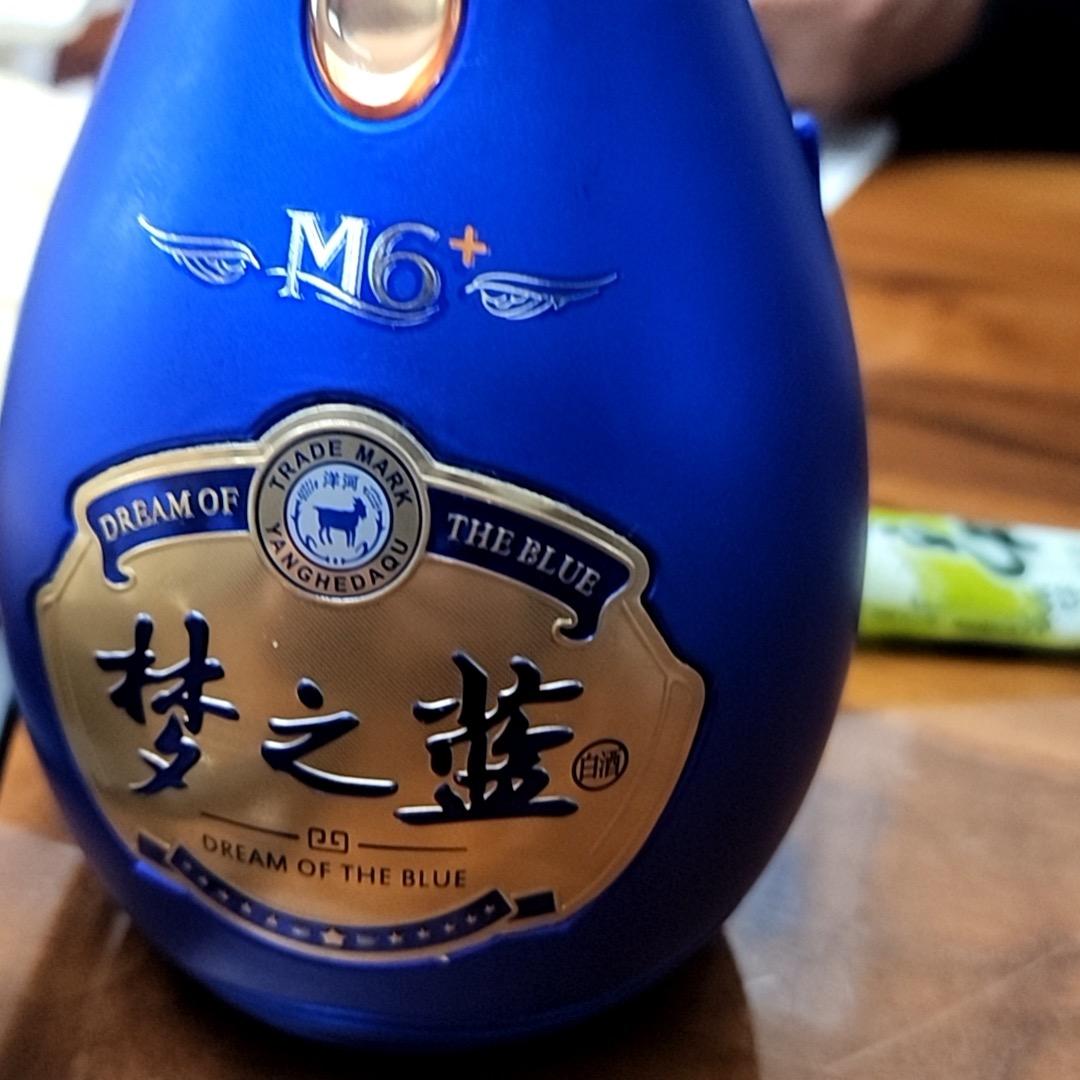 M6+
TRADE MARK
洋河
YANGHEDAQU
DREAM OF THE BLUE
梦之蓝
白酒
DREAM OF THE BLUE